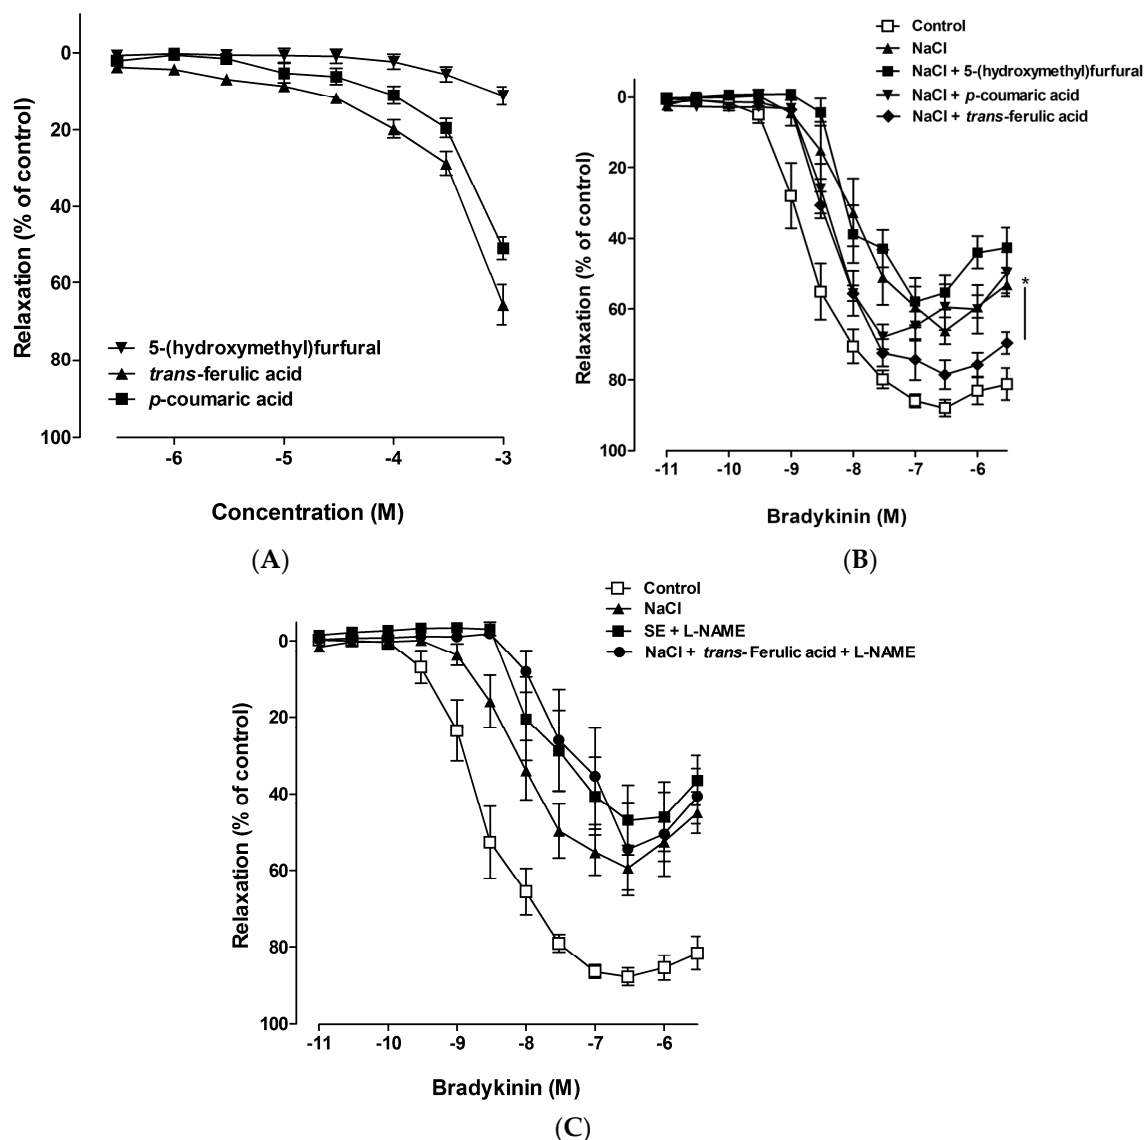 0
20
40
60
80
100
Relaxation (% of control)
5-(hydroxymethyl)furfural
trans-ferulic acid
p-coumaric acid
-6 -5 -4 -3
Concentration (M)
(A)
Control
NaCl
NaCl + 5-(hydroxymethyl)furfural
NaCl + p-coumaric acid
NaCl + trans-ferulic acid
0
20
40
60
80
100
Relaxation (% of control)
*
-11 -10 -9 -8 -7 -6
Bradykinin (M)
(B)
Control
NaCl
SE + L-NAME
NaCl + trans- Ferulic acid + L-NAME
0
20
40
60
80
100
Relaxation (% of control)
-11 -10 -9 -8 -7 -6
Bradykinin (M)
(C)